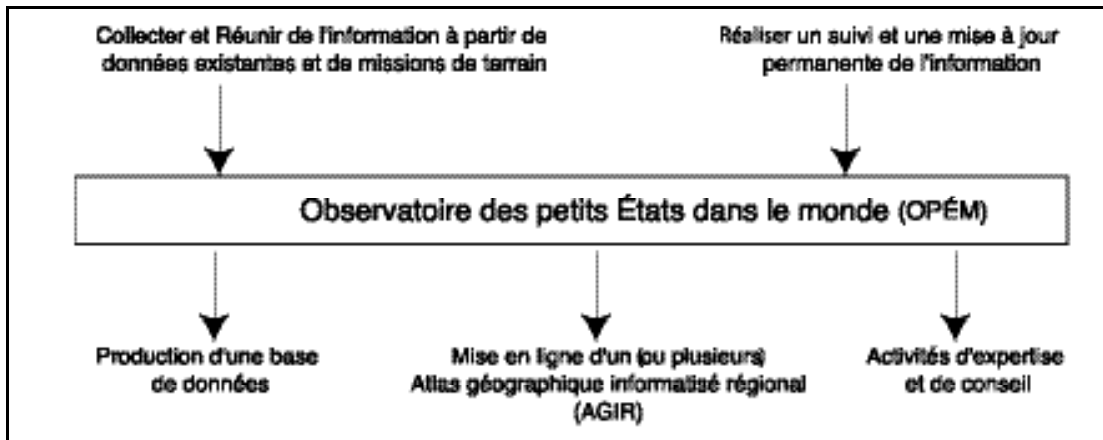 Collecter et Réunir de l'information à partir de
données existantes et de missions de terrain
Réaliser un suivi et une mise à jour
permanente de l'information
Observatoire des petits États dans le monde (OPÉM)
Production d'une base
de données
Mise en ligne d'un (ou plusieurs)
Atlas géographique informatisé régional
(AGIR)
Activités d'expertise
et de conseil